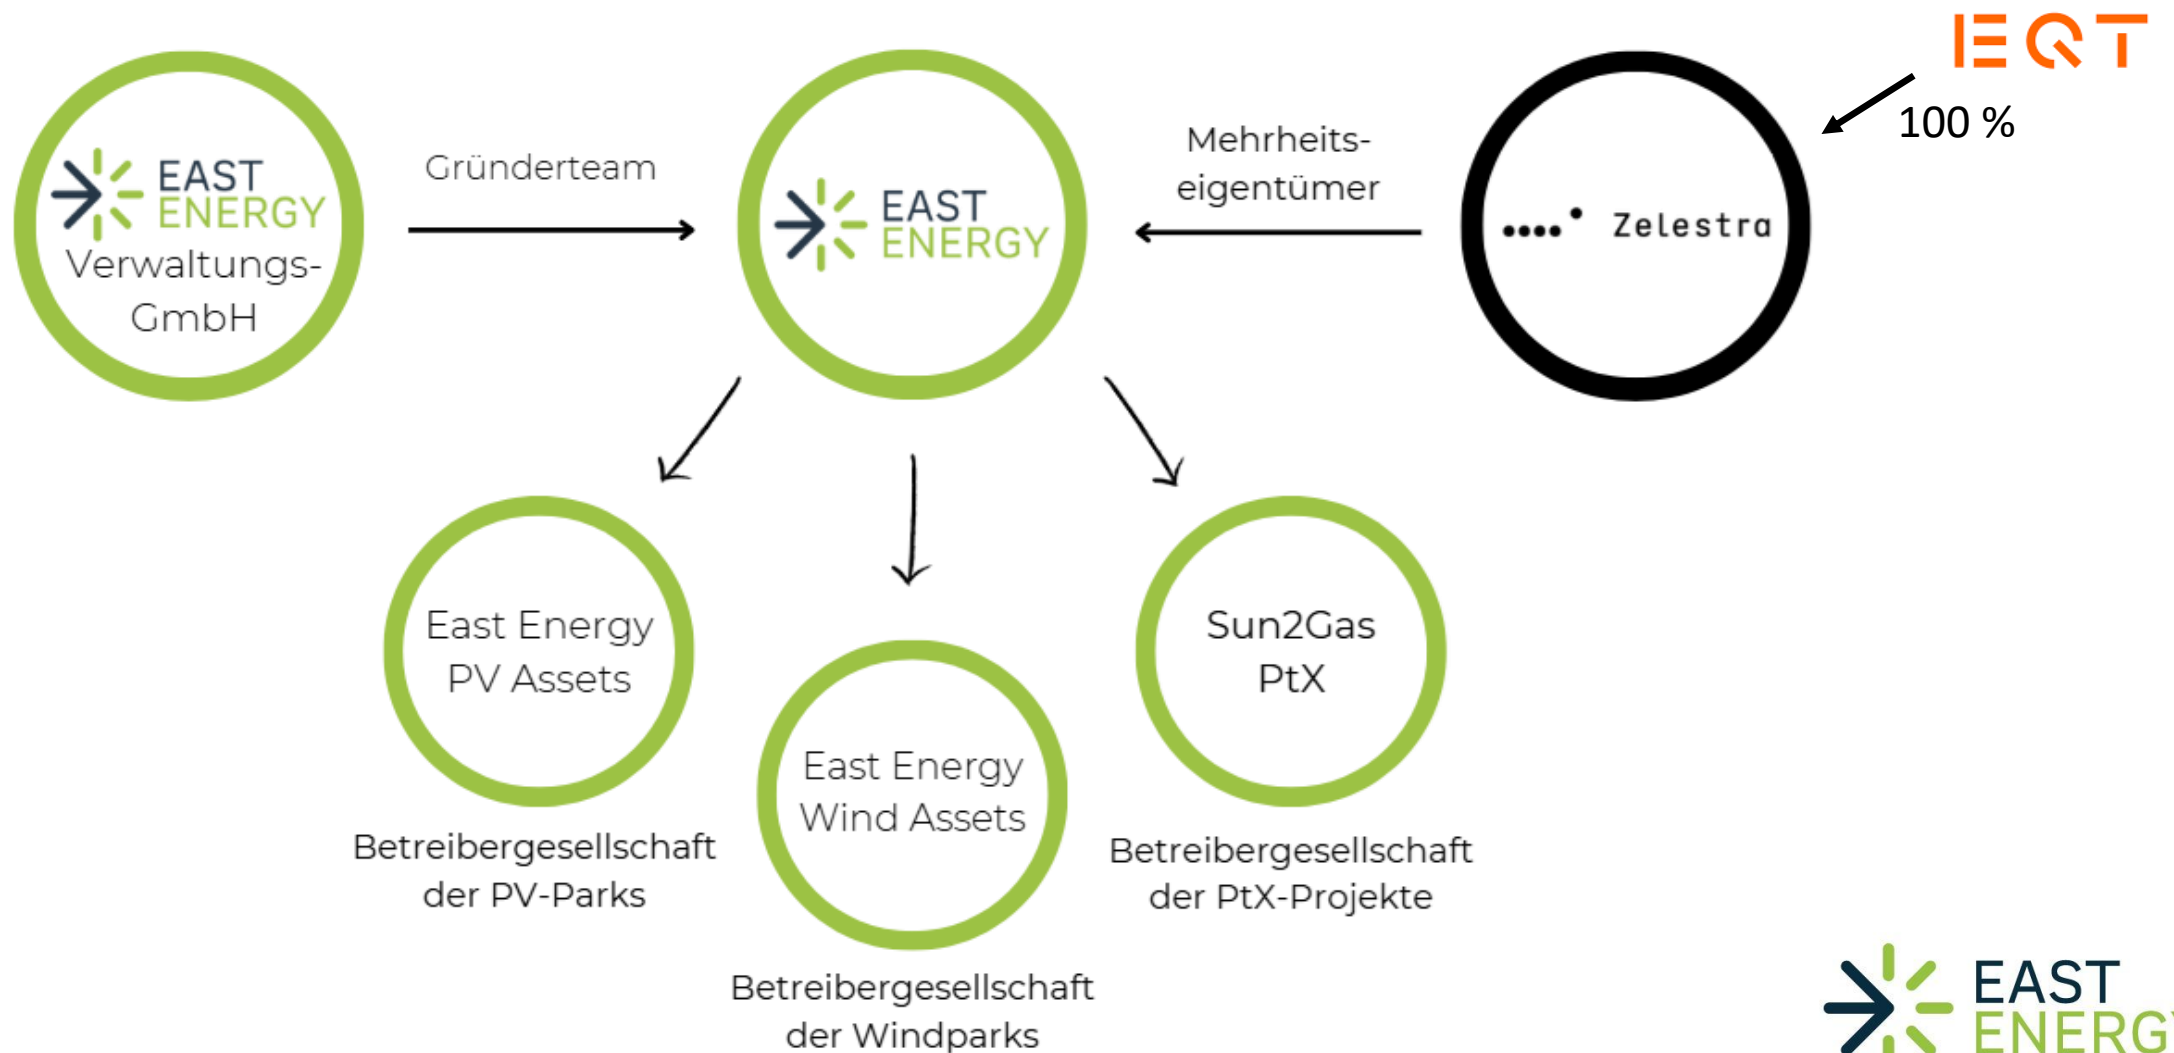 EQT
100 %
EAST
ENERGY
Verwaltungs-
GmbH
Gründerteam
EAST
ENERGY
Mehrheits-
eigentümer
Zelestra
East Energy
PV Assets
Betreibergesellschaft
der PV-Parks
East Energy
Wind Assets
Betreibergesellschaft
der Windparks
Sun2Gas
PtX
Betreibergesellschaft
der PtX-Projekte
EAST
ENERGY